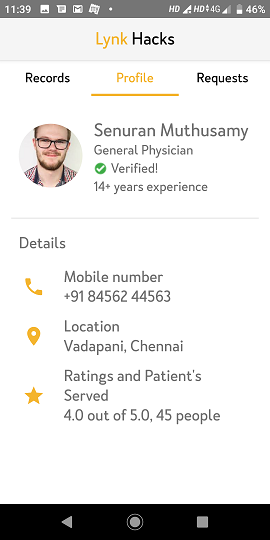 11:39 HD HD 4G 46%
Lynk Hacks
Records Profile Requests
Senuran Muthusamy
General Physician
Verified!
14+ years experience
Details
Mobile number
+91 84562 44563
Location
Vadapani, Chennai
Ratings and Patient's
Served
4.0 out of 5.0, 45 people